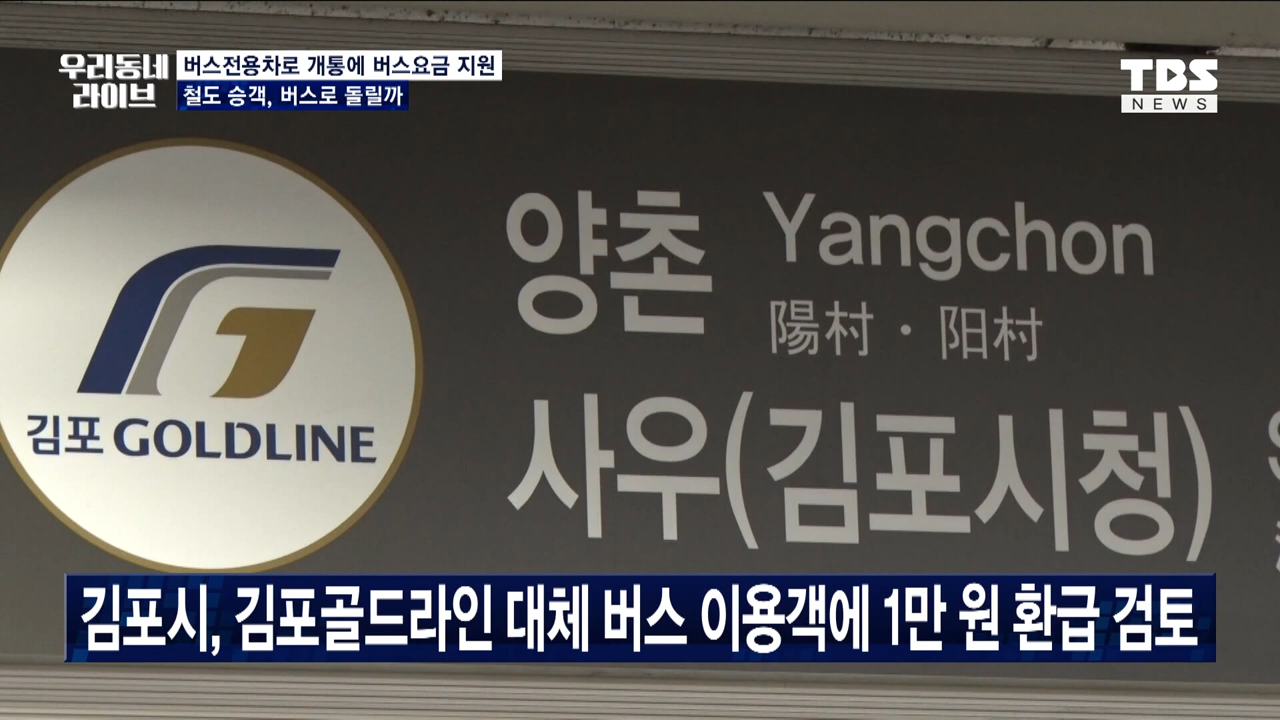 우리동네
라이브
버스전용차로 개통에 버스요금 지원
철도 승객, 버스로 돌릴까
TBS
NEWS
양촌 Yangchon
陽村 · 阳村
사우(김포시청)
김포 GOLDLINE
김포시, 김포골드라인 대체 버스 이용객에 1만 원 환급 검토